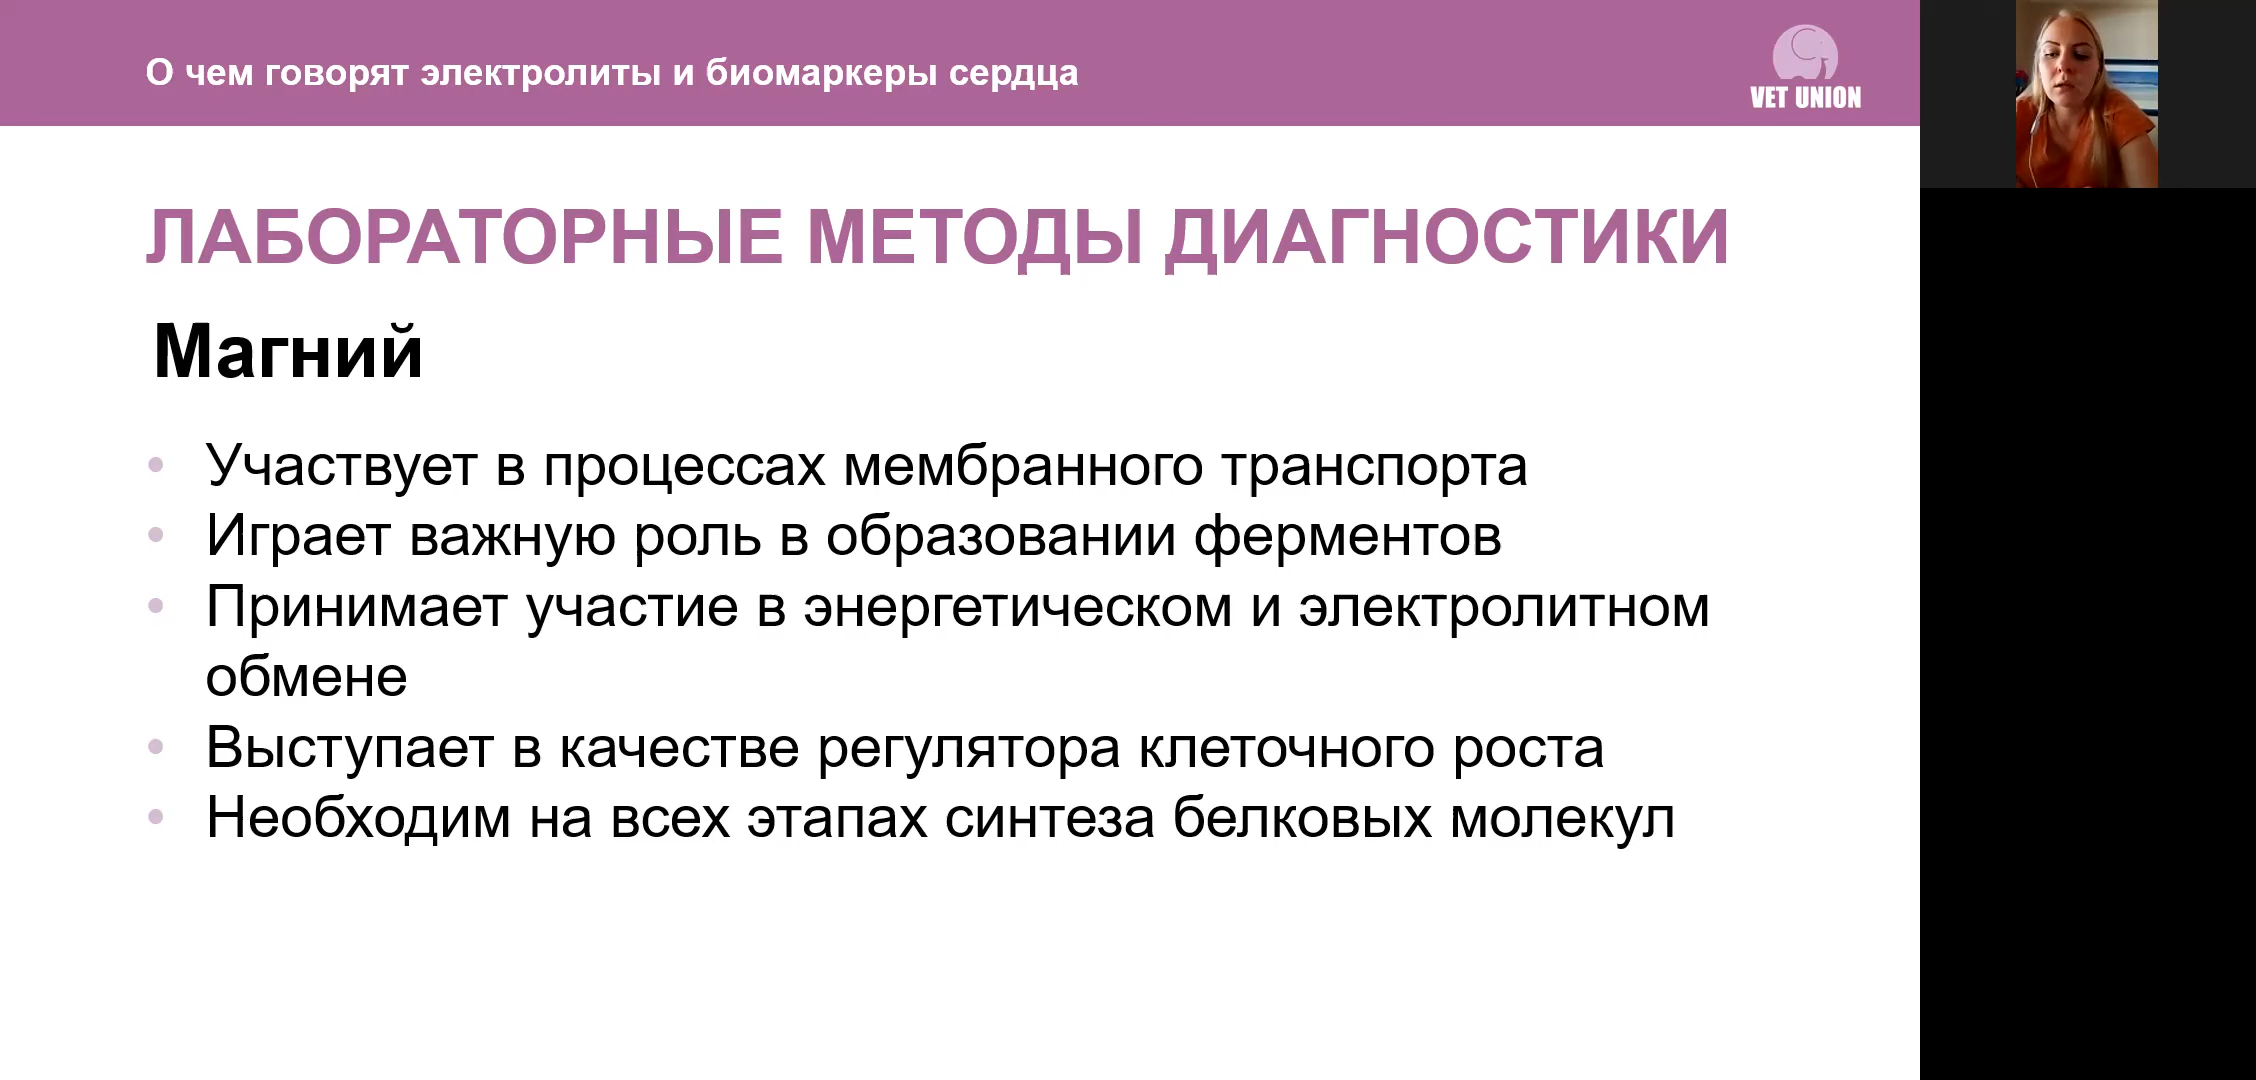 О чем говорят электролиты и биомаркеры сердца
VET UNION
ЛАБОРАТОРНЫЕ МЕТОДЫ ДИАГНОСТИКИ
Магний
• Участвует в процессах мембранного транспорта
• Играет важную роль в образовании ферментов
• Принимает участие в энергетическом и электролитном
обмене
• Выступает в качестве регулятора клеточного роста
• Необходим на всех этапах синтеза белковых молекул